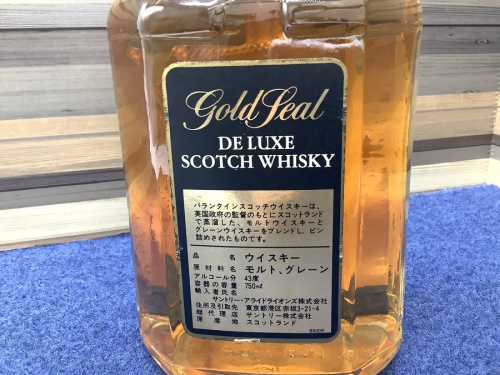 Gold Seal
DE LUXE
SCOTCH WHISKY
バランタインスコッチウイスキーは、
英国政府の監督のもとにスコットランド
で蒸溜した、モルトウイスキーと
グレーンウイスキーをブレンドし、ビン
詰めされたものです。
品名 ウイスキー
原材料名 モルト、グレーン
アルコール分 43度
容器の容量 750ml
輸入者氏名
サントリー・アライドライオンズ株式会社
住所及引取先 東京都港区赤坂3-21-4
総代理店 サントリー株式会社
原産地 スコットランド